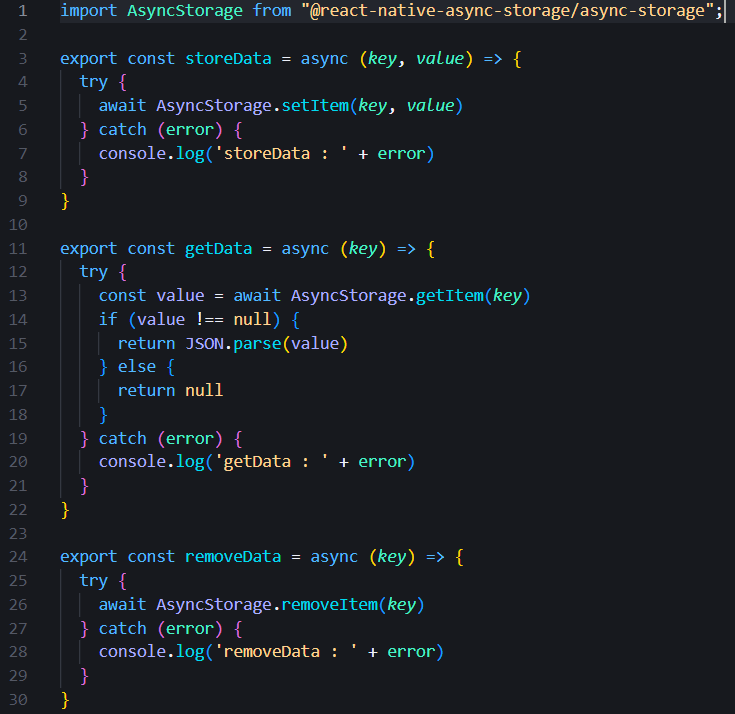 1 import AsyncStorage from "@react-native-async-storage/async-storage";
2
3 export const storeData = async (key, value) => {
4   try {
5     await AsyncStorage.setItem(key, value)
6   } catch (error) {
7     console.log('storeData : ' + error)
8   }
9 }
10
11 export const getData = async (key) => {
12   try {
13     const value = await AsyncStorage.getItem(key)
14     if (value !== null) {
15       return JSON.parse(value)
16     } else {
17       return null
18     }
19   } catch (error) {
20     console.log('getData : ' + error)
21   }
22 }
23
24 export const removeData = async (key) => {
25   try {
26     await AsyncStorage.removeItem(key)
27   } catch (error) {
28     console.log('removeData : ' + error)
29   }
30 }